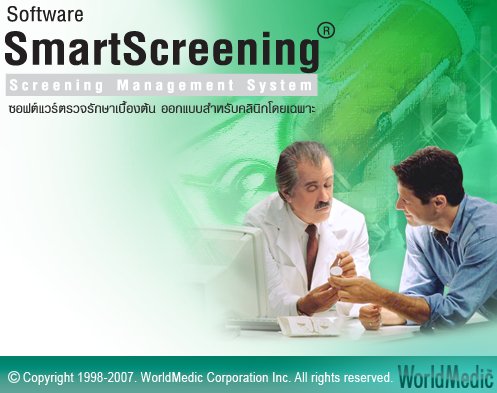 Software
SmartScreening®
Screening Management System
ซอฟต์แวร์ตรวจรักษาเบื้องต้น ออกแบบสำหรับคลินิกโดยเฉพาะ
© Copyright 1998-2007. WorldMedic Corporation Inc. All rights reserved. WorldMedic